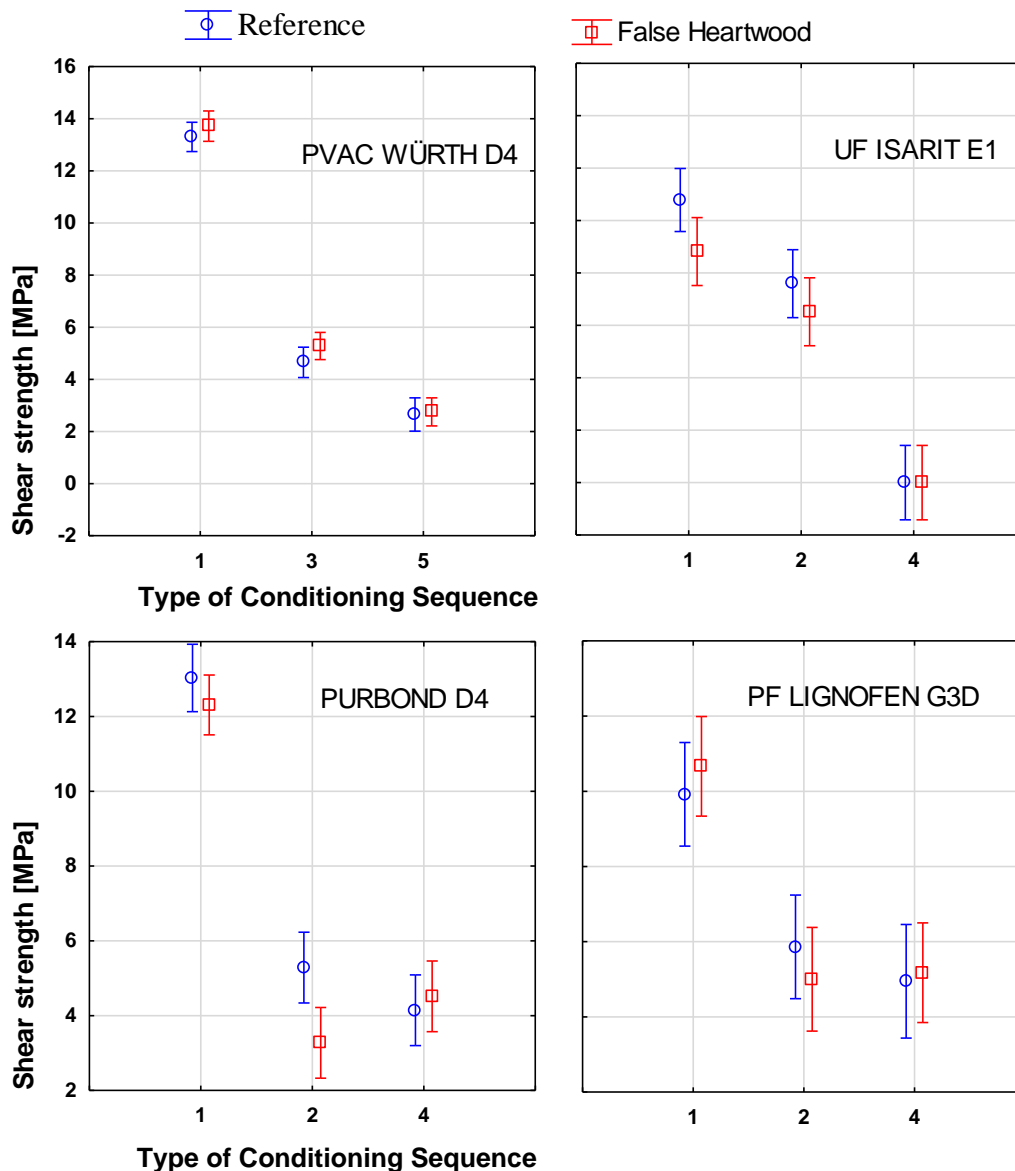 Reference
False Heartwood
16
14
12
10
8
6
4
2
0
-2
Shear strength [MPa]
PVAC WÜRTH D4
1 3 5
Type of Conditioning Sequence
UF ISARIT E1
1 2 4
14
12
10
8
6
4
2
Shear strength [MPa]
PURBOND D4
1 2 4
Type of Conditioning Sequence
PF LIGNOFEN G3D
1 2 4